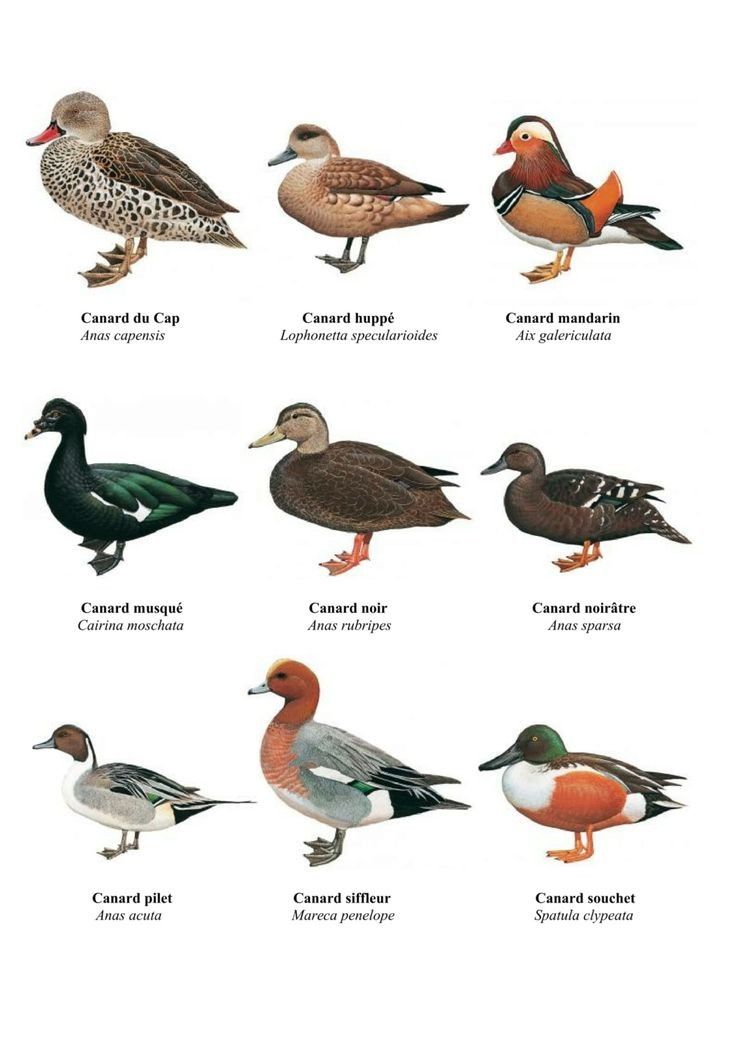 Canard du Cap
Anas capensis
Canard huppé
Lophonetta specularioides
Canard mandarin
Aix galericulata
Canard musqué
Cairina moschata
Canard noir
Anas rubripes
Canard noirâtre
Anas sparsa
Canard pilet
Anas acuta
Canard siffleur
Mareca penelope
Canard souchet
Spatula clypeata